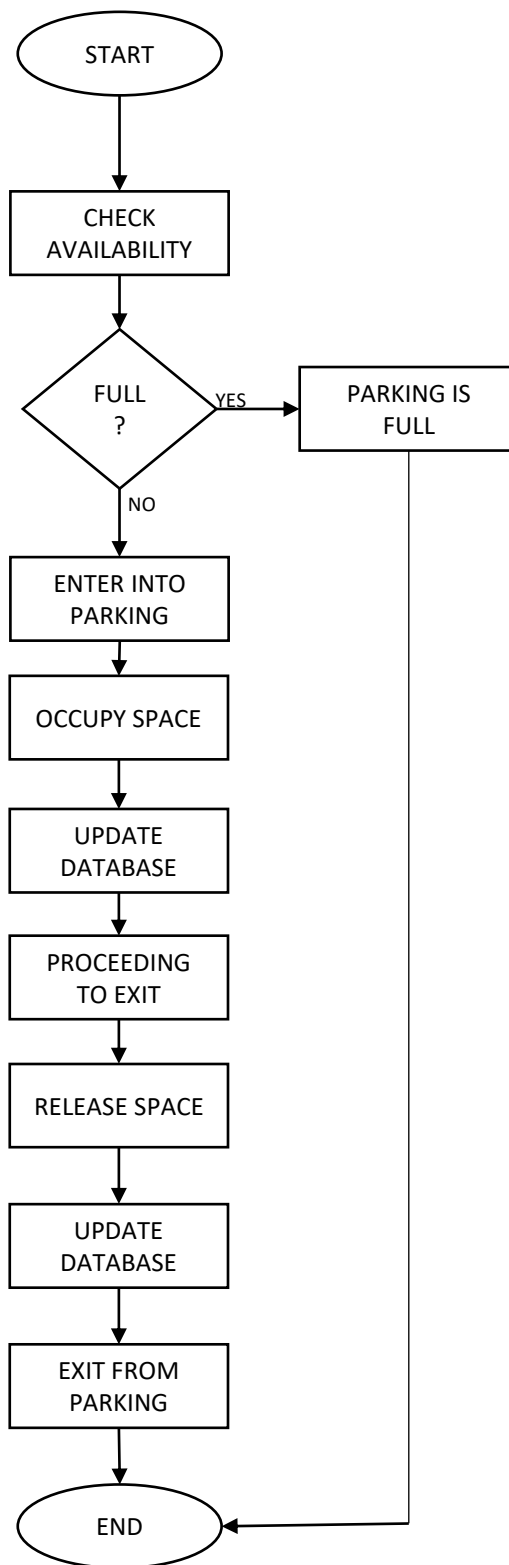 START
CHECK
AVAILABILITY
FULL
?
YES
PARKING IS
FULL
NO
ENTER INTO
PARKING
OCCUPY SPACE
UPDATE
DATABASE
PROCEEDING
TO EXIT
RELEASE SPACE
UPDATE
DATABASE
EXIT FROM
PARKING
END